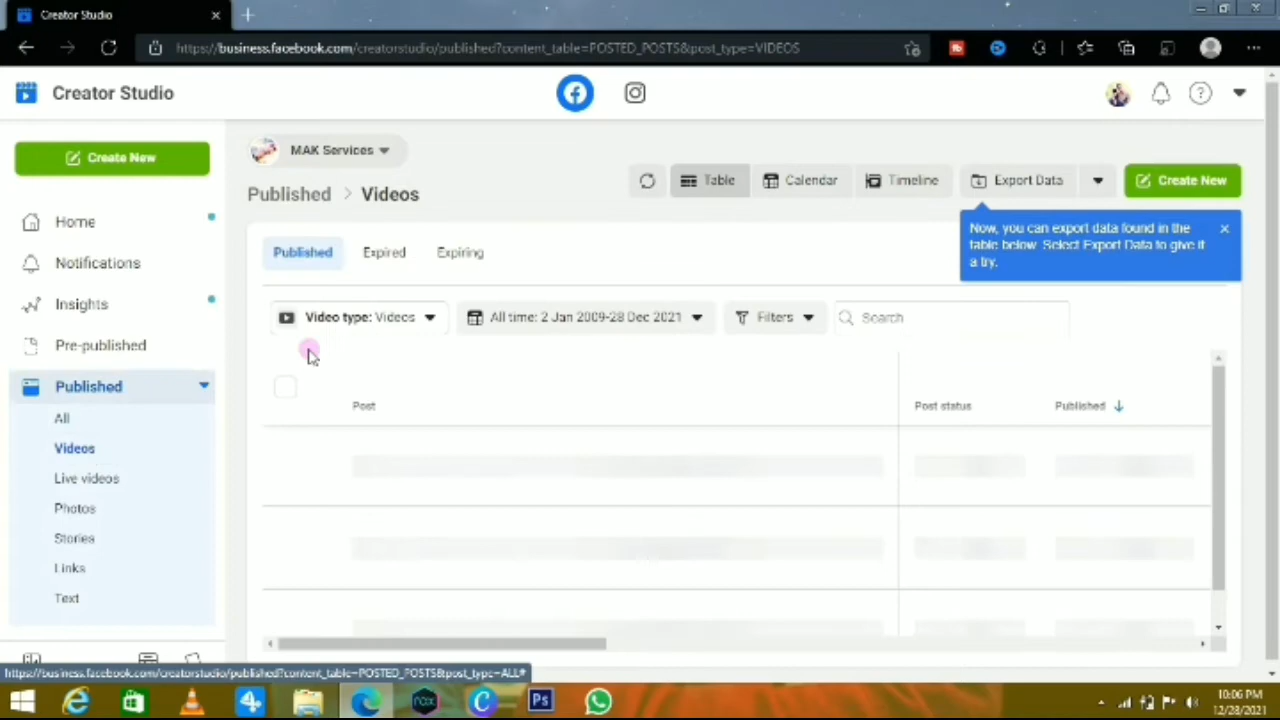 Creator Studio
https://business.facebook.com/creatorstudio/published?content_table=POSTED_POSTS&post_type=VIDEOS
Creator Studio
Create New
Home
Notifications
Insights
Pre-published
Published
All
Videos
Live videos
Photos
Stories
Links
Text
MAK Services
Published > Videos
Table
Calendar
Timeline
Export Data
Create New
Now, you can export data found in the
table below. Select Export Data to give it
a try.
Published
Expired
Expiring
Video type: Videos
All time: 2 Jan 2009-28 Dec 2021
Filters
Search
Post
Post status
Published
https://business.facebook.com/creatorstudio/published?content_table=POSTED_POSTS&post_type=ALL#
4
nox
C
Ps
10:06 PM
12/28/2021